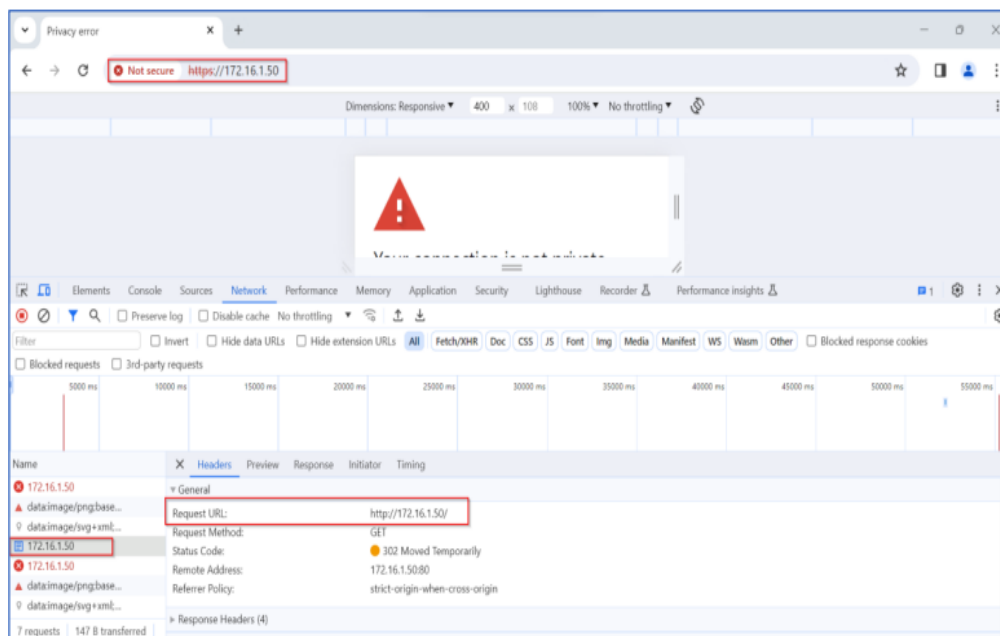 Privacy error
Not secure https://172.16.1.50
Dimensions: Responsive 400 x 108 100% No throttling
Your connection is not private
Elements Console Sources Network Performance Memory Application Security Lighthouse Recorder Performance insights 1
Preserve log Disable cache No throttling
Filter Invert Hide data URLs Hide extension URLs All Fetch/XHR Doc CSS JS Font Img Media Manifest WS Wasm Other Blocked response cookies
Blocked requests 3rd-party requests
5000 ms 10000 ms 15000 ms 20000 ms 25000 ms 30000 ms 35000 ms 40000 ms 45000 ms 50000 ms 55000 ms
Name Headers Preview Response Initiator Timing
172.16.1.50 General
data:image/png;base...
Request URL: http://172.16.1.50/
data:image/svg+xml;...
Request Method: GET
172.16.1.50
Status Code: 302 Moved Temporarily
172.16.1.50
Remote Address: 172.16.1.50:80
data:image/png;base...
Referrer Policy: strict-origin-when-cross-origin
data:image/svg+xml;...
Response Headers (4)
7 requests 147 B transferred